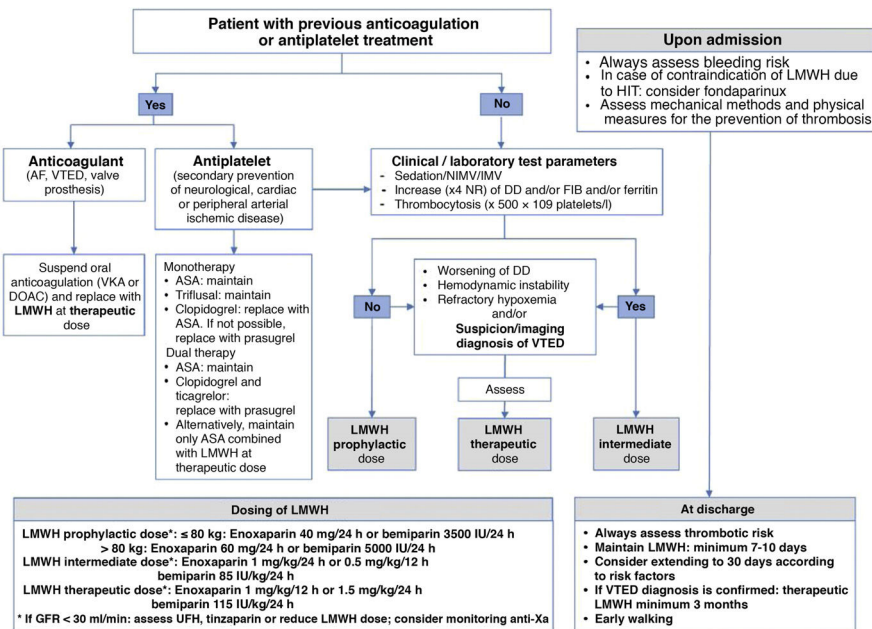 Patient with previous anticoagulation
or antiplatelet treatment
Upon admission
• Always assess bleeding risk
• In case of contraindication of LMWH due
to HIT: consider fondaparinux
• Assess mechanical methods and physical
measures for the prevention of thrombosis
Yes
No
Anticoagulant
(AF, VTED, valve
prosthesis)
Antiplatelet
(secondary prevention
of neurological, cardiac
or peripheral arterial
ischemic disease)
Clinical / laboratory test parameters
- Sedation/NIMV/IMV
- Increase (x4 NR) of DD and/or FIB and/or ferritin
- Thrombocytosis (x 500 × 109 platelets/l)
Suspend oral
anticoagulation (VKA or
DOAC) and replace with
LMWH at therapeutic
dose
Monotherapy
• ASA: maintain
• Triflusal: maintain
• Clopidogrel: replace with
ASA. If not possible,
replace with prasugrel
Dual therapy
• ASA: maintain
• Clopidogrel and
ticagrelor:
replace with prasugrel
• Alternatively, maintain
only ASA combined
with LMWH at
therapeutic dose
No
• Worsening of DD
• Hemodynamic instability
• Refractory hypoxemia
and/or
Suspicion/imaging
diagnosis of VTED
Yes
Assess
LMWH
prophylactic
dose
LMWH
therapeutic
dose
LMWH
intermediate
dose
Dosing of LMWH
LMWH prophylactic dose*: ≤ 80 kg: Enoxaparin 40 mg/24 h or bemiparin 3500 IU/24 h
> 80 kg: Enoxaparin 60 mg/24 h or bemiparin 5000 IU/24 h
LMWH intermediate dose*: Enoxaparin 1 mg/kg/24 h or 0.5 mg/kg/12 h
bemiparin 85 IU/kg/24 h
LMWH therapeutic dose*: Enoxaparin 1 mg/kg/12 h or 1.5 mg/kg/24 h
bemiparin 115 IU/kg/24 h
* If GFR < 30 ml/min: assess UFH, tinzaparin or reduce LMWH dose; consider monitoring anti-Xa
At discharge
• Always assess thrombotic risk
• Maintain LMWH: minimum 7-10 days
• Consider extending to 30 days according
to risk factors
• If VTED diagnosis is confirmed: therapeutic
LMWH minimum 3 months
• Early walking